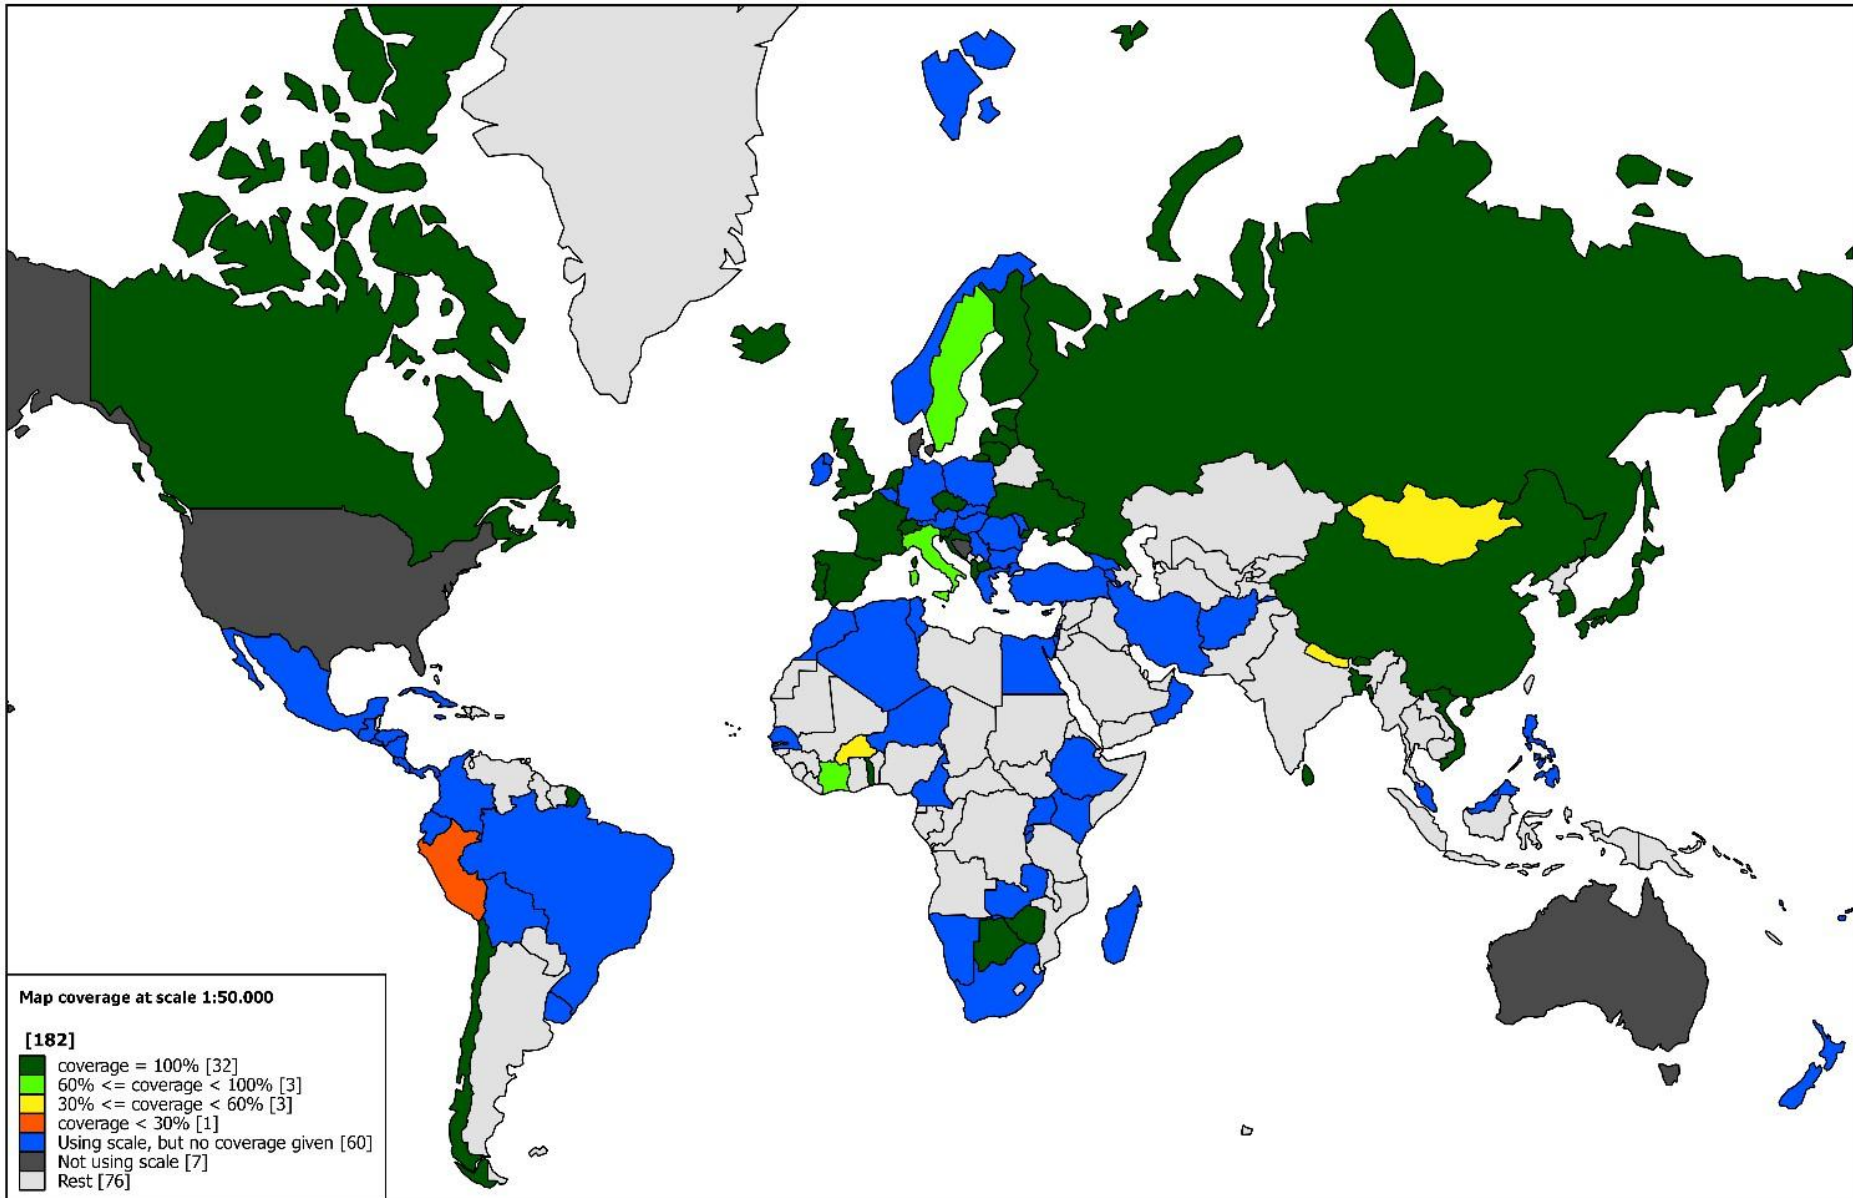 Map coverage at scale 1:50.000
[182]
coverage = 100% [32]
60% <= coverage < 100% [3]
30% <= coverage < 60% [3]
coverage < 30% [1]
Using scale, but no coverage given [60]
Not using scale [7]
Rest [76]